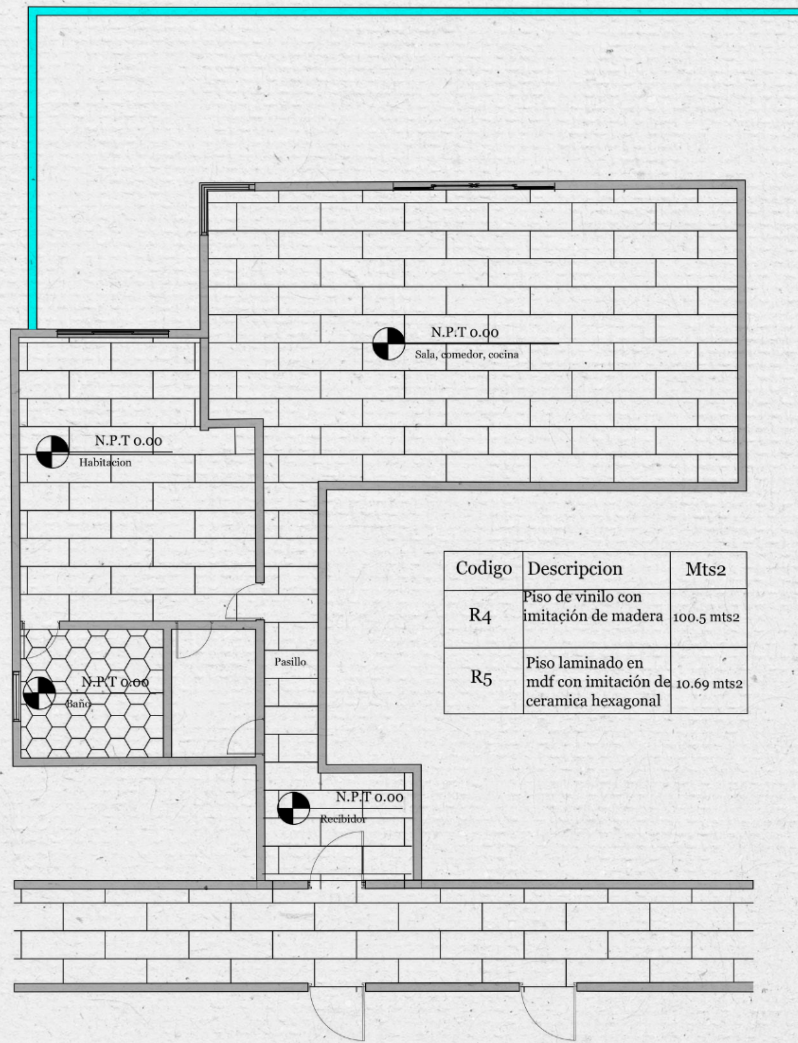 N.P.T 0.00
Sala, comedor, cocina
N.P.T 0.00
Habitacion
Codigo Descripcion Mts2
R4
Piso de vinilo con
imitación de madera
100.5 mts2
R5
Piso laminado en
mdf con imitación de
ceramica hexagonal
10.69 mts2
Pasillo
N.P.T 0.00
Baño
N.P.T 0.00
Recibidor